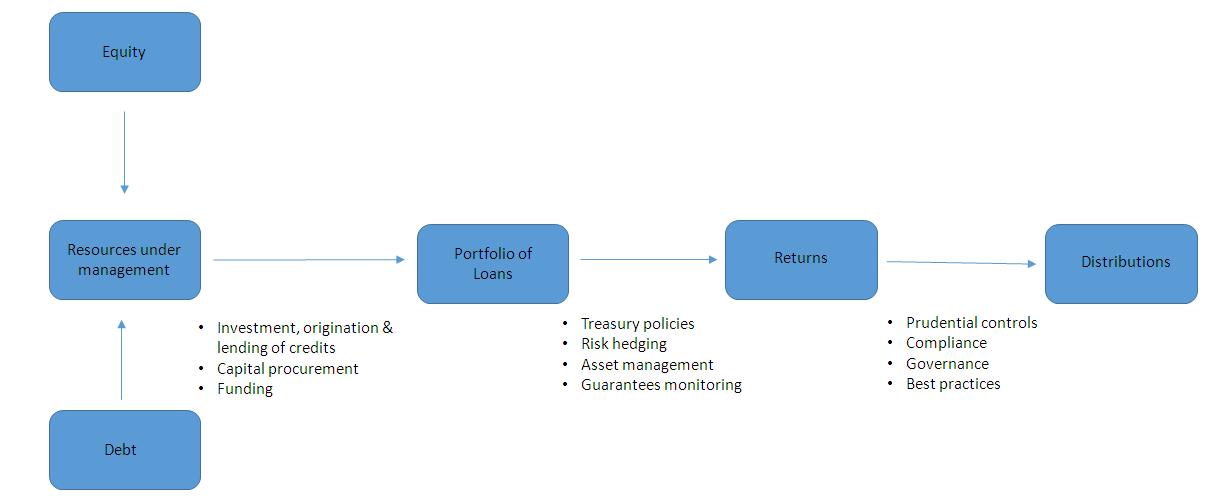 Equity
Resources under
management
Portfolio of
Loans
Returns
Distributions
• Investment, origination &
lending of credits
• Capital procurement
• Funding
• Treasury policies
• Risk hedging
• Asset management
• Guarantees monitoring
• Prudential controls
• Compliance
• Governance
• Best practices
Debt